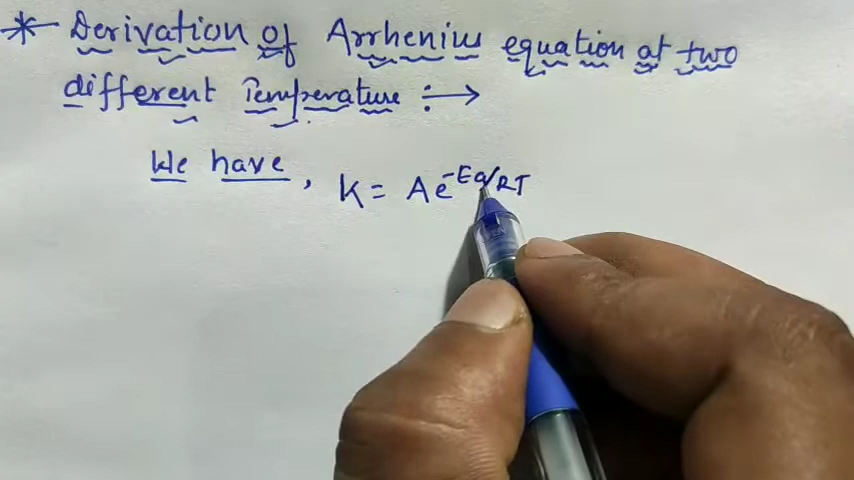 * Derivation of Arrhenius equation at two
different Temperature :→
We have, K = Ae^-Ea/RT